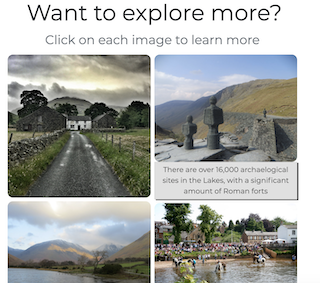 Want to explore more?
Click on each image to learn more
There are over 16,000 archaelogical
sites in the Lakes, with a significant
amount of Roman forts